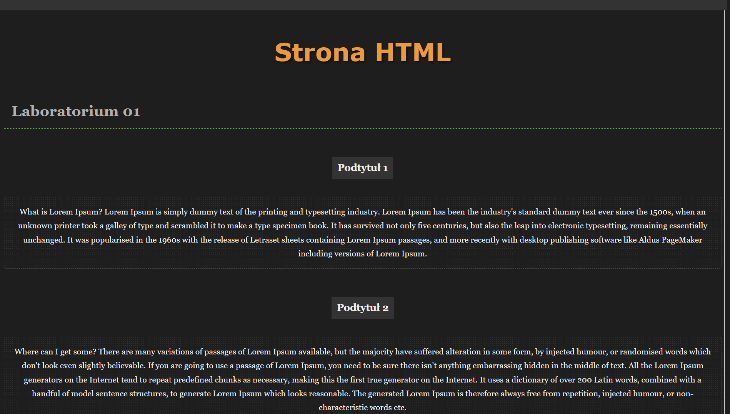 Strona HTML
Laboratorium 01
Podtytuł 1
What is Lorem Ipsum? Lorem Ipsum is simply dummy text of the printing and typesetting industry. Lorem Ipsum has been the industry's standard dummy text ever since the 1500s, when an
unknown printer took a galley of type and scrambled it to make a type specimen book. It has survived not only five centuries, but also the leap into electronic typesetting, remaining essentially
unchanged. It was popularised in the 1960s with the release of Letraset sheets containing Lorem Ipsum passages, and more recently with desktop publishing software like Aldus PageMaker
including versions of Lorem Ipsum.
Podtytuł 2
Where can I get some? There are many variations of passages of Lorem Ipsum available, but the majority have suffered alteration in some form, by injected humour, or randomised words which
don't look even slightly believable. If you are going to use a passage of Lorem Ipsum, you need to be sure there isn't anything embarrassing hidden in the middle of text. All the Lorem Ipsum
generators on the Internet tend to repeat predefined chunks as necessary, making this the first true generator on the Internet. It uses a dictionary of over 200 Latin words, combined with a
handful of model sentence structures, to generate Lorem Ipsum which looks reasonable. The generated Lorem Ipsum is therefore always free from repetition, injected humour, or non-
characteristic words etc.